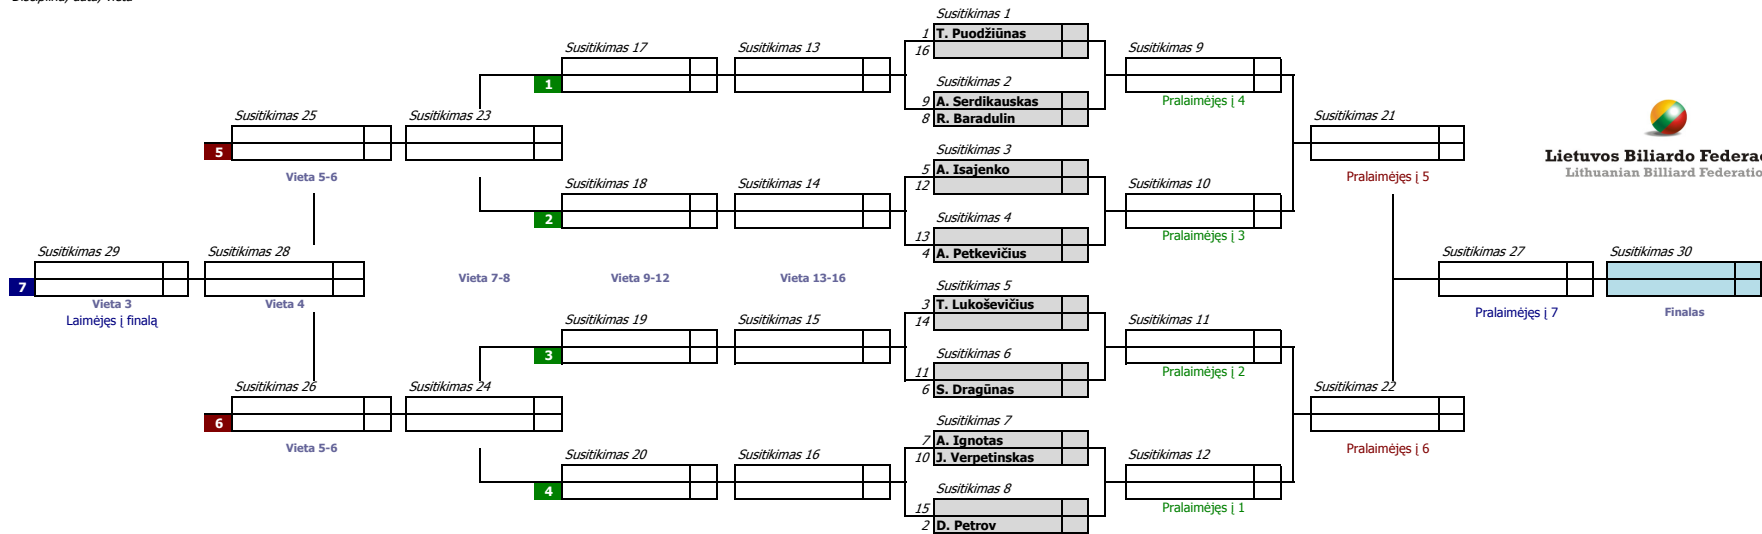 Disciplina, data, vieta
Susitikimas 1
1 T. Puodžiūnas
16
Susitikimas 17
Susitikimas 13
Susitikimas 9
1
Susitikimas 2
9 A. Serdikauskas
8 R. Baradulin
Pralaimėjęs į 4
Susitikimas 25
Susitikimas 23
Susitikimas 21
5
Susitikimas 3
5 A. Isajenko
12
Lietuvos Biliardo Federac
Lithuanian Billiard Federatio
Vieta 5-6
Pralaimėjęs į 5
Susitikimas 18
Susitikimas 14
Susitikimas 10
2
Susitikimas 4
13
4 A. Petkevičius
Pralaimėjęs į 3
Susitikimas 29
Susitikimas 28
Susitikimas 27
Susitikimas 30
7
Vieta 7-8
Vieta 9-12
Vieta 13-16
Vieta 3
Vieta 4
Laimėjęs į finalą
Susitikimas 5
3 T. Lukoševičius
14
Pralaimėjęs į 7
Finalas
Susitikimas 19
Susitikimas 15
Susitikimas 11
3
Susitikimas 6
11
6 S. Dragūnas
Pralaimėjęs į 2
Susitikimas 26
Susitikimas 24
Susitikimas 22
6
Susitikimas 7
7 A. Ignotas
10 J. Verpetinskas
Vieta 5-6
Pralaimėjęs į 6
Susitikimas 20
Susitikimas 16
Susitikimas 12
4
Susitikimas 8
15
2 D. Petrov
Pralaimėjęs į 1